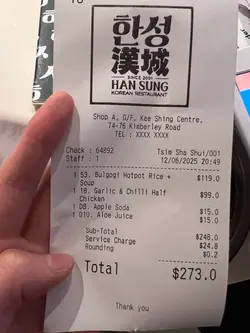 한성
漢城
SINCE 2001
HAN SUNG
KOREAN RESTAURANT
Shop A, G/F, Kee Shing Centre,
74-76 Kimberley Road
TEL : XXXX XXXX
Check : 64892 Tsim Sha Shui/001
Staff : 1 12/06/2025 20:49
1 53. Bulgogi Hotpot Rice + $119.0
Soup
1 18. Garlic & Chilli Half $99.0
Chicken
1 D8. Apple Soda $15.0
1 D10. Aloe Juice $15.0
Sub-Total $248.0
Service Charge $24.8
Rounding $0.2
Total $273.0
Thank you